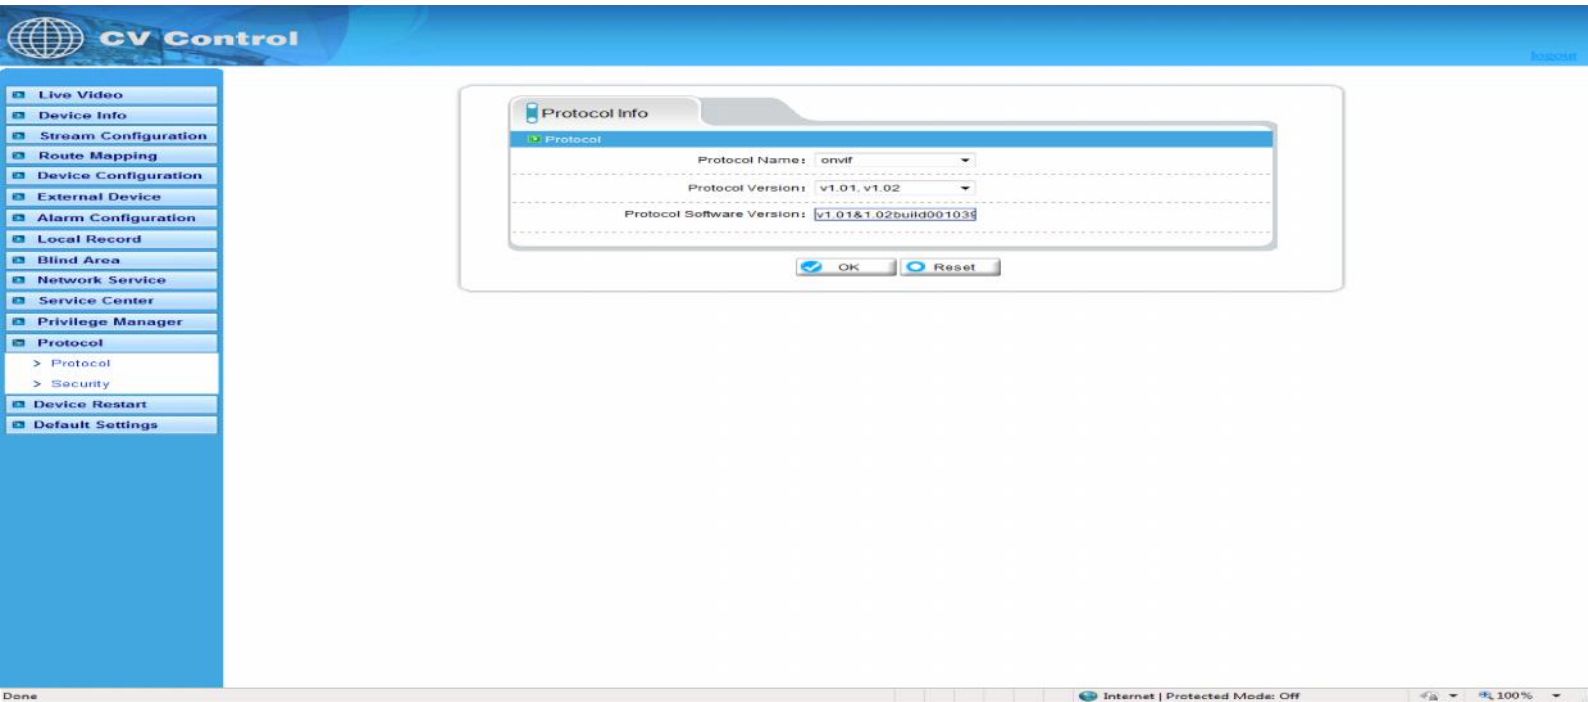 CV Control
logout
Live Video
Device Info
Stream Configuration
Route Mapping
Device Configuration
External Device
Alarm Configuration
Local Record
Blind Area
Network Service
Service Center
Privilege Manager
Protocol
> Protocol
> Security
Device Restart
Default Settings
Protocol Info
Protocol
Protocol Name: onvif
Protocol Version: v1.01, v1.02
Protocol Software Version: v1.01&1.02build001039
OK Reset
Done Internet | Protected Mode: Off 100%